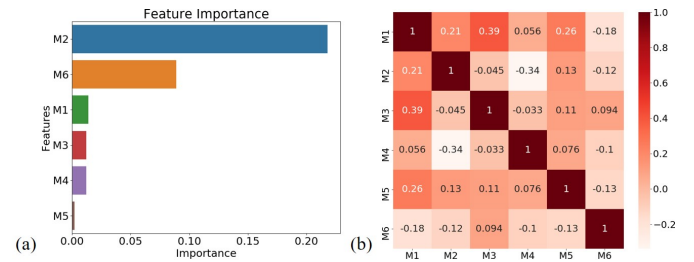 Feature Importance
M2
M6
M1
M3
M4
M5
Features
0.00 0.05 0.10 0.15 0.20
Importance
(a)
M1 1 0.21 0.39 0.056 0.26 -0.18
M2 0.21 1 -0.045 -0.34 0.13 -0.12
M3 0.39 -0.045 1 -0.033 0.11 0.094
M4 0.056 -0.34 -0.033 1 0.076 -0.1
M5 0.26 0.13 0.11 0.076 1 -0.13
M6 -0.18 -0.12 0.094 -0.1 -0.13 1
M1 M2 M3 M4 M5 M6
(b)
1.0
0.8
0.6
0.4
0.2
0.0
-0.2